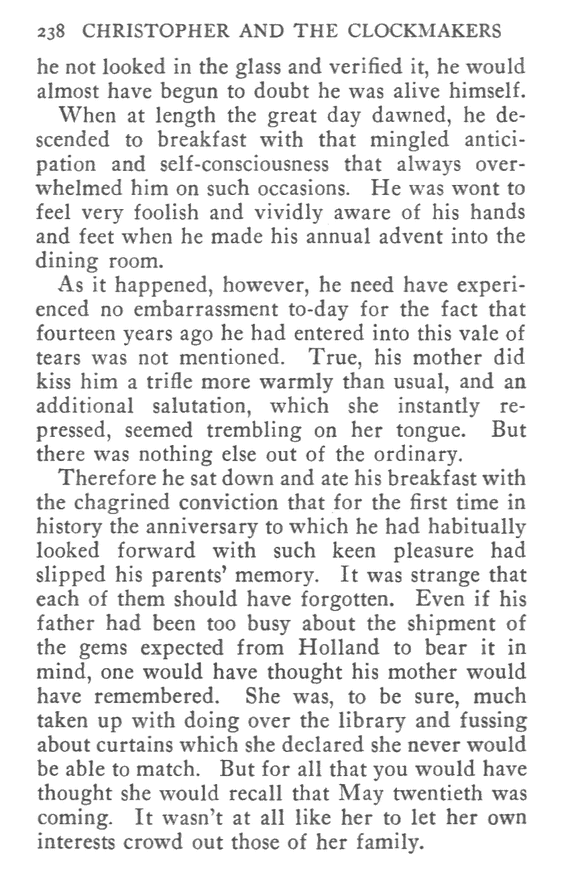 238 CHRISTOPHER AND THE CLOCKMAKERS
he not looked in the glass and verified it, he would
almost have begun to doubt he was alive himself.
When at length the great day dawned, he de-
scended to breakfast with that mingled antici-
pation and self-consciousness that always over-
whelmed him on such occasions. He was wont to
feel very foolish and vividly aware of his hands
and feet when he made his annual advent into the
dining room.
As it happened, however, he need have experi-
enced no embarrassment to-day for the fact that
fourteen years ago he had entered into this vale of
tears was not mentioned. True, his mother did
kiss him a trifle more warmly than usual, and an
additional salutation, which she instantly re-
pressed, seemed trembling on her tongue. But
there was nothing else out of the ordinary.
Therefore he sat down and ate his breakfast with
the chagrined conviction that for the first time in
history the anniversary to which he had habitually
looked forward with such keen pleasure had
slipped his parents' memory. It was strange that
each of them should have forgotten. Even if his
father had been too busy about the shipment of
the gems expected from Holland to bear it in
mind, one would have thought his mother would
have remembered. She was, to be sure, much
taken up with doing over the library and fussing
about curtains which she declared she never would
be able to match. But for all that you would have
thought she would recall that May twentieth was
coming. It wasn't at all like her to let her own
interests crowd out those of her family.